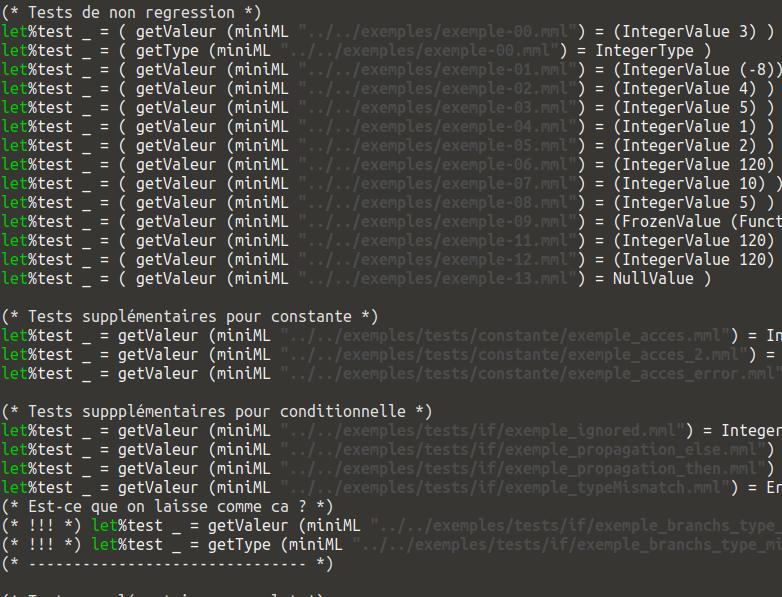 (* Tests de non regression *)
let%test _ = ( getValeur (miniML "../../exemples/exemple-00.mml") = (IntegerValue 3) )
let%test _ = ( getType (miniML "../../exemples/exemple-00.mml") = IntegerType )
let%test _ = ( getValeur (miniML "../../exemples/exemple-01.mml") = (IntegerValue (-8))
let%test _ = ( getValeur (miniML "../../exemples/exemple-02.mml") = (IntegerValue 4) )
let%test _ = ( getValeur (miniML "../../exemples/exemple-03.mml") = (IntegerValue 5) )
let%test _ = ( getValeur (miniML "../../exemples/exemple-04.mml") = (IntegerValue 1) )
let%test _ = ( getValeur (miniML "../../exemples/exemple-05.mml") = (IntegerValue 2) )
let%test _ = ( getValeur (miniML "../../exemples/exemple-06.mml") = (IntegerValue 120)
let%test _ = ( getValeur (miniML "../../exemples/exemple-07.mml") = (IntegerValue 10) )
let%test _ = ( getValeur (miniML "../../exemples/exemple-08.mml") = (IntegerValue 5) )
let%test _ = ( getValeur (miniML "../../exemples/exemple-09.mml") = (FrozenValue (Funct
let%test _ = ( getValeur (miniML "../../exemples/exemple-11.mml") = (IntegerValue 120)
let%test _ = ( getValeur (miniML "../../exemples/exemple-12.mml") = (IntegerValue 120)
let%test _ = ( getValeur (miniML "../../exemples/exemple-13.mml") = NullValue )
(* Tests supplémentaires pour constante *)
let%test _ = getValeur (miniML "../../exemples/tests/constante/exemple_acces.mml") = In
let%test _ = getValeur (miniML "../../exemples/tests/constante/exemple_acces_2.mml") =
let%test _ = getValeur (miniML "../../exemples/tests/constante/exemple_acces_error.mml"
(* Tests suppplémentaires pour conditionnelle *)
let%test _ = getValeur (miniML "../../exemples/tests/if/exemple_ignored.mml") = Integer
let%test _ = getValeur (miniML "../../exemples/tests/if/exemple_propagation_else.mml")
let%test _ = getValeur (miniML "../../exemples/tests/if/exemple_propagation_then.mml")
let%test _ = getValeur (miniML "../../exemples/tests/if/exemple_typeMismatch.mml") = En
(* Est-ce que on laisse comme ca ? *)
(* !!! *) let%test _ = getValeur (miniML "../../exemples/tests/if/exemple_branchs_type_
(* !!! *) let%test _ = getType (miniML "../../exemples/tests/if/exemple_branchs_type_mi
(* ------------------------------- *)